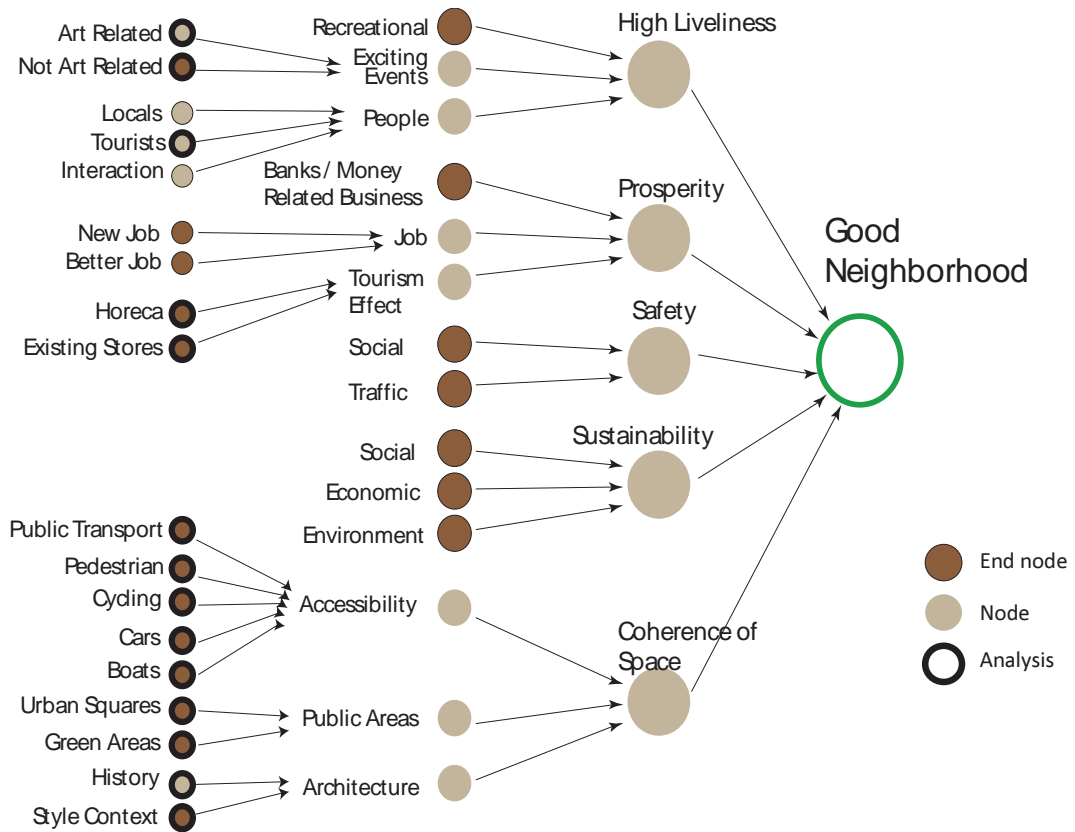 Art Related
Not Art Related
Locals
Tourists
Interaction
New Job
Better Job
Horeca
Existing Stores
Public Transport
Pedestrian
Cycling
Cars
Boats
Urban Squares
Green Areas
History
Style Context
Recreational
Exciting
Events
People
Banks / Money
Related Business
Job
Tourism
Effect
Social
Traffic
Social
Economic
Environment
Accessibility
Public Areas
Architecture
High Liveliness
Prosperity
Safety
Sustainability
Coherence of
Space
Good
Neighborhood
End node
Node
Analysis